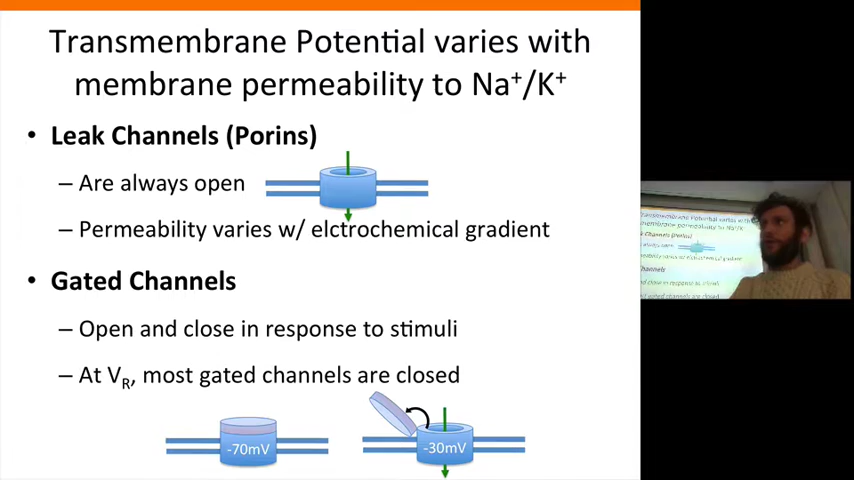 Transmembrane Potential varies with
membrane permeability to Na⁺/K⁺
• Leak Channels (Porins)
– Are always open
– Permeability varies w/ elctrochemical gradient
• Gated Channels
– Open and close in response to stimuli
– At VR, most gated channels are closed
-70mV
-30mV